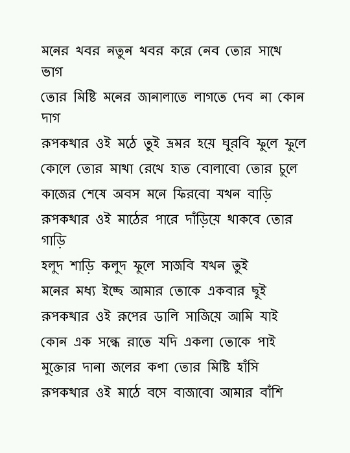 মনের খবর নতুন খবর করে নেব তোর সাথে
ভাগ
তোর মিষ্টি মনের জানালাতে লাগতে দেব না কোন
দাগ
রূপকথার ওই মঠে তুই ভ্রমর হয়ে ঘুরবি ফুলে ফুলে
কোলে তোর মাথা রেখে হাত বোলাবো তোর চুলে
কাজের শেষে অবস মনে ফিরবো যখন বাড়ি
রূপকথার ওই মাঠের পারে দাঁড়িয়ে থাকবে তোর
গাড়ি
হলুদ শাড়ি কলুদ ফুলে সাজবি যখন তুই
মনের মধ্য ইচ্ছে আমার তোকে একবার ছুই
রূপকথার ওই রূপের ডালি সাজিয়ে আমি যাই
কোন এক সন্ধে রাতে যদি একলা তোকে পাই
মুক্তোর দানা জলের কণা তোর মিষ্টি হাঁসি
রূপকথার ওই মাঠে বসে বাজাবো আমার বাঁশি